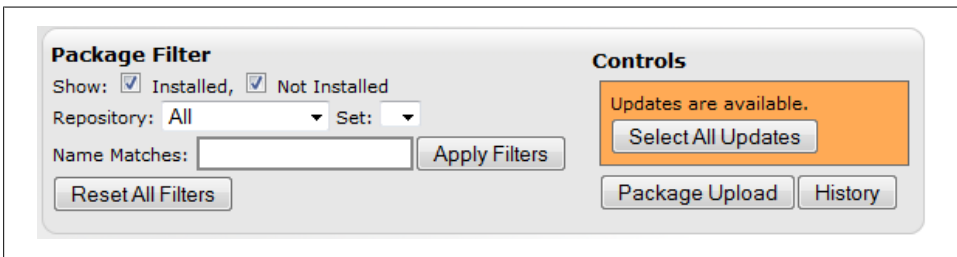 Package Filter
Show: Installed, Not Installed
Repository: All Set:
Name Matches: Apply Filters
Reset All Filters
Controls
Updates are available.
Select All Updates
Package Upload History